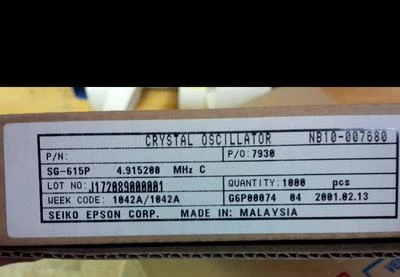 CRYSTAL OSCILLATOR NB10-007680
P/N: P/O: 7930
SG-615P 4.915200 MHz C
LOT NO: J172089000001 QUANTITY: 1000 pcs
WEEK CODE: 1042A/1042A G6P00074 04 2001.02.13
SEIKO EPSON CORP. MADE IN: MALAYSIA